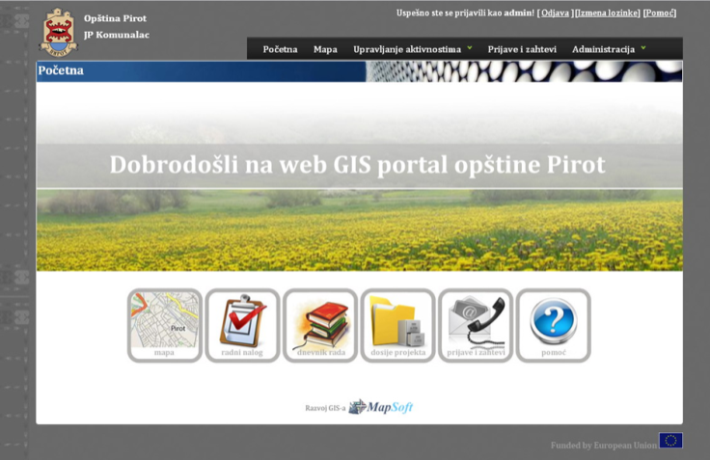 Opština Pirot
JP Komunalac
Uspešno ste se prijavili kao admin! [ Odjava ][Izmena lozinke] [Pomoć]
Početna Mapa Upravljanje aktivnostima Prijave i zahtevi Administracija
Početna
Dobrodošli na web GIS portal opštine Pirot
Pirot
mapa radni nalog dnevnik rada dosije projekta prijave i zahtevi pomoć
Razvoj GIS-a MapSoft
Funded by European Union